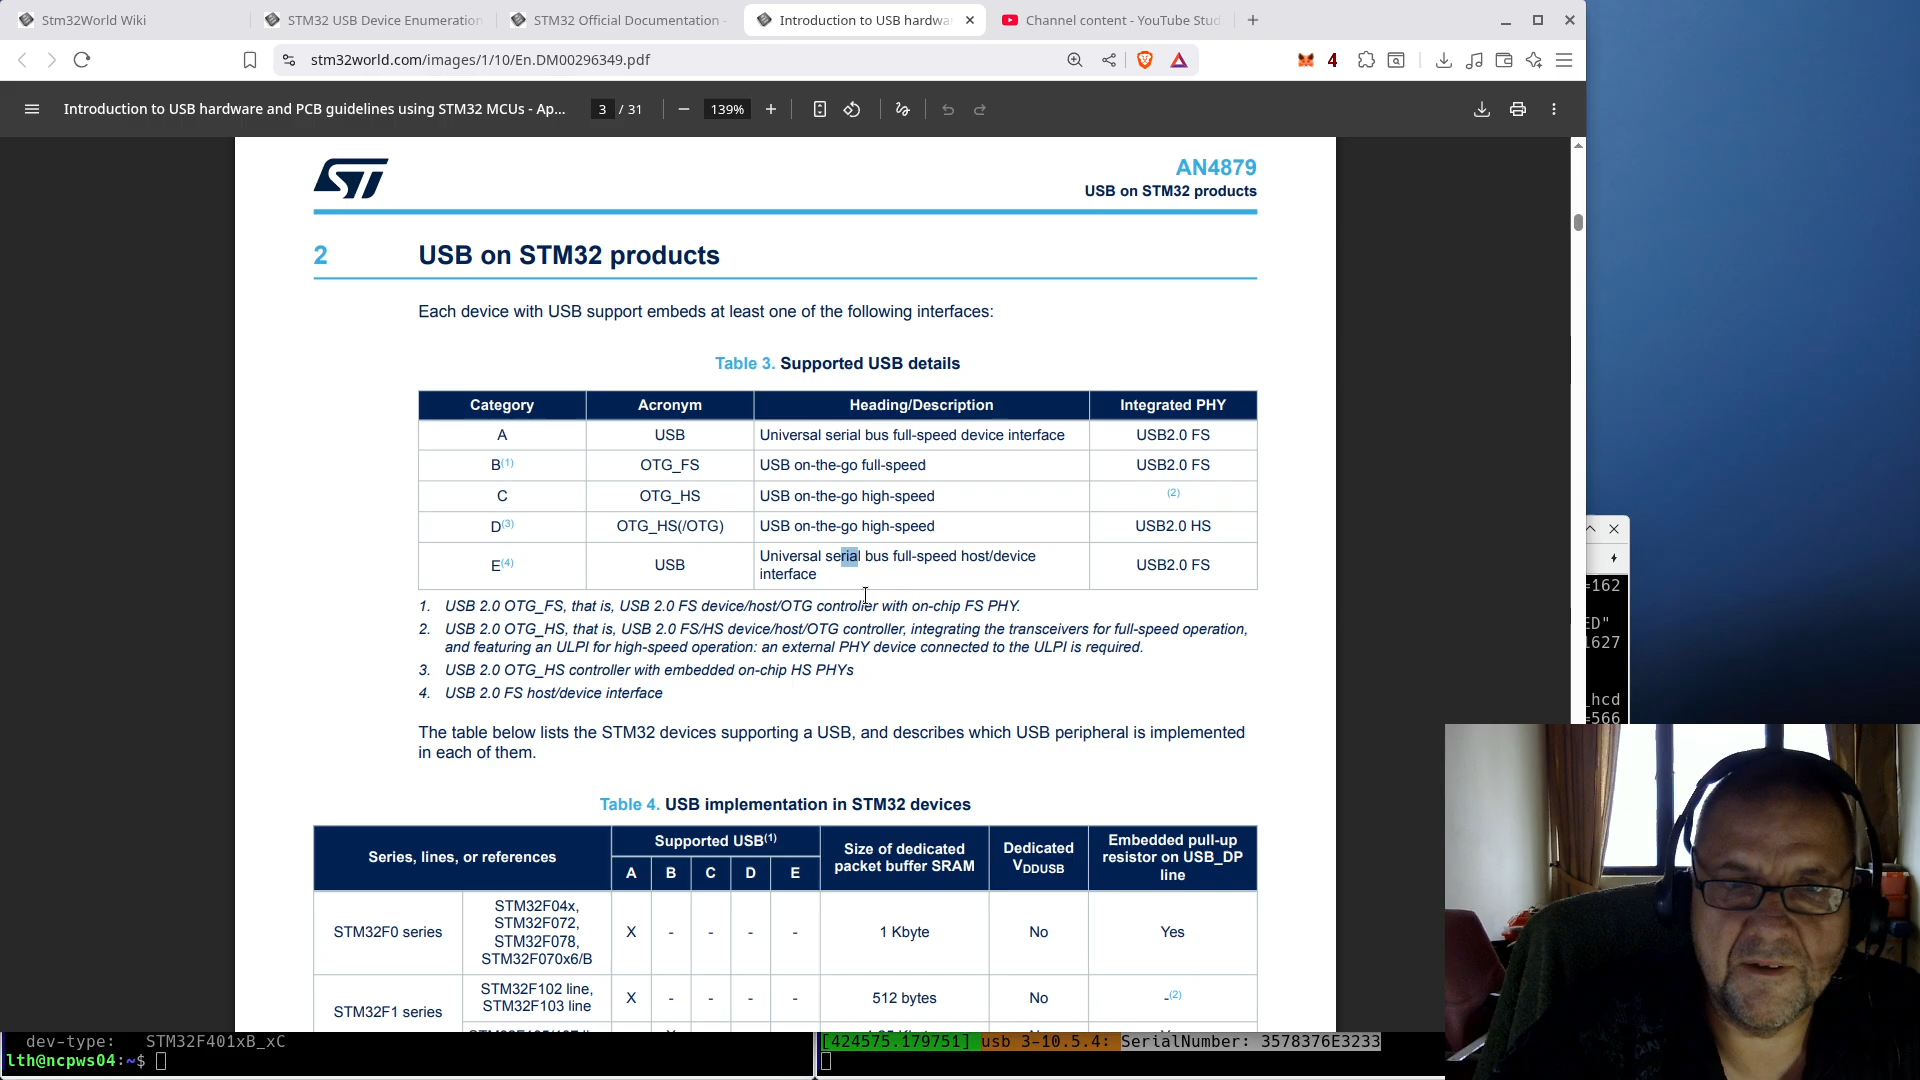 Stm32World Wiki
STM32 USB Device Enumeration
STM32 Official Documentation -
Introduction to USB hardwa
Channel content - YouTube Stud
stm32world.com/images/1/10/En.DM00296349.pdf
4
Introduction to USB hardware and PCB guidelines using STM32 MCUs - Ap...
3 / 31
139%
ST
AN4879
USB on STM32 products
2 USB on STM32 products
Each device with USB support embeds at least one of the following interfaces:
Table 3. Supported USB details
Category Acronym Heading/Description Integrated PHY
A USB Universal serial bus full-speed device interface USB2.0 FS
B(1) OTG_FS USB on-the-go full-speed USB2.0 FS
C OTG_HS USB on-the-go high-speed (2)
D(3) OTG_HS(/OTG) USB on-the-go high-speed USB2.0 HS
E(4) USB Universal serial bus full-speed host/device interface USB2.0 FS
1. USB 2.0 OTG_FS, that is, USB 2.0 FS device/host/OTG controller with on-chip FS PHY.
2. USB 2.0 OTG_HS, that is, USB 2.0 FS/HS device/host/OTG controller, integrating the transceivers for full-speed operation,
and featuring an ULPI for high-speed operation: an external PHY device connected to the ULPI is required.
3. USB 2.0 OTG_HS controller with embedded on-chip HS PHYs
4. USB 2.0 FS host/device interface
The table below lists the STM32 devices supporting a USB, and describes which USB peripheral is implemented
in each of them.
Table 4. USB implementation in STM32 devices
Series, lines, or references Supported USB(1) Size of dedicated packet buffer SRAM Dedicated VDDUSB Embedded pull-up resistor on USB_DP line
A B C D E
STM32F0 series STM32F04x, STM32F072, STM32F078, STM32F070x6/B X - - - - 1 Kbyte No Yes
STM32F1 series STM32F102 line, STM32F103 line X - - - - 512 bytes No -(2)
=162
ED"
1627
_hcd
=566
dev-type: STM32F401xB_xC
lth@ncpws04:~$
[424575.179751] usb 3-10.5.4: SerialNumber: 3578376E3233